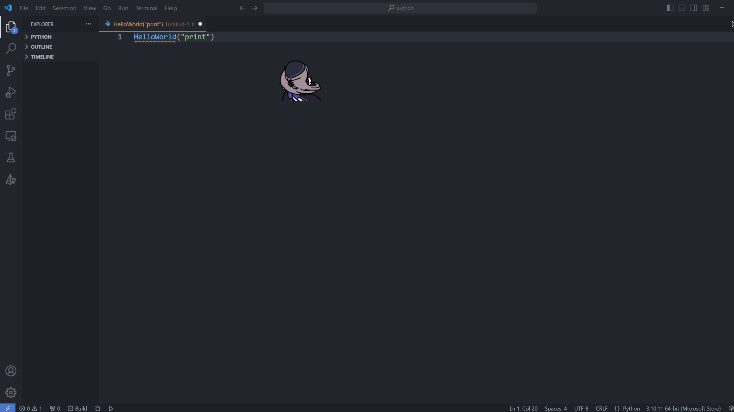 File Edit Selection View Go Run Terminal Help
python
EXPLORER
HelloWorld("print") Untitled-1
PYTHON
OUTLINE
TIMELINE
1 HelloWorld("print")
1
0 1 0 Build
Ln 1, Col 20 Spaces: 4 UTF-8 CRLF Python 3.10.11 64-bit (Microsoft Store)